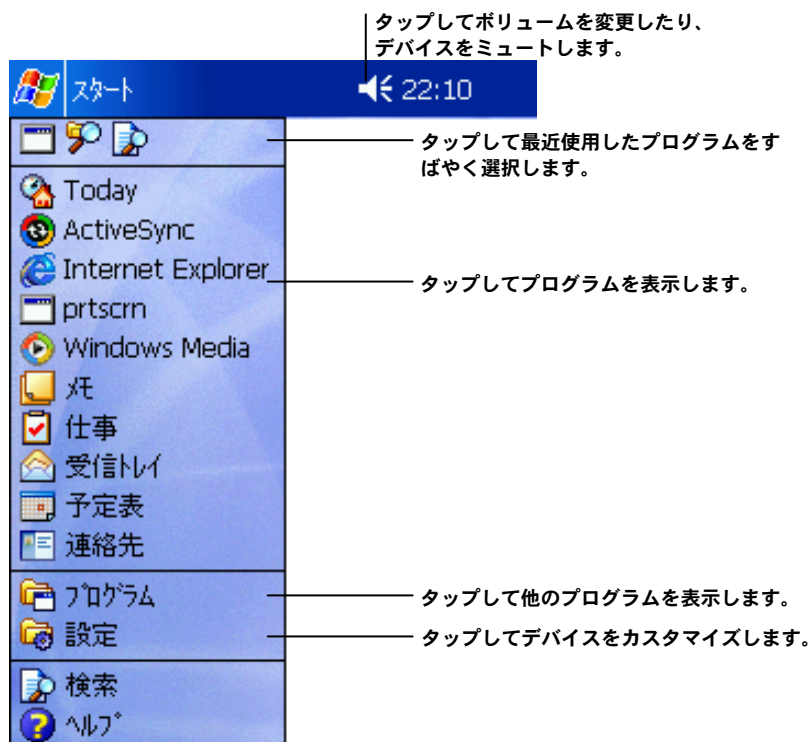 タップしてボリュームを変更したり、
デバイスをミュートします。
スタート
22:10
タップして最近使用したプログラムをす
ばやく選択します。
Today
ActiveSync
Internet Explorer
タップしてプログラムを表示します。
prtscrn
Windows Media
メモ
仕事
受信トレイ
予定表
連絡先
プログラム
タップして他のプログラムを表示します。
設定
タップしてデバイスをカスタマイズします。
検索
ヘルプ